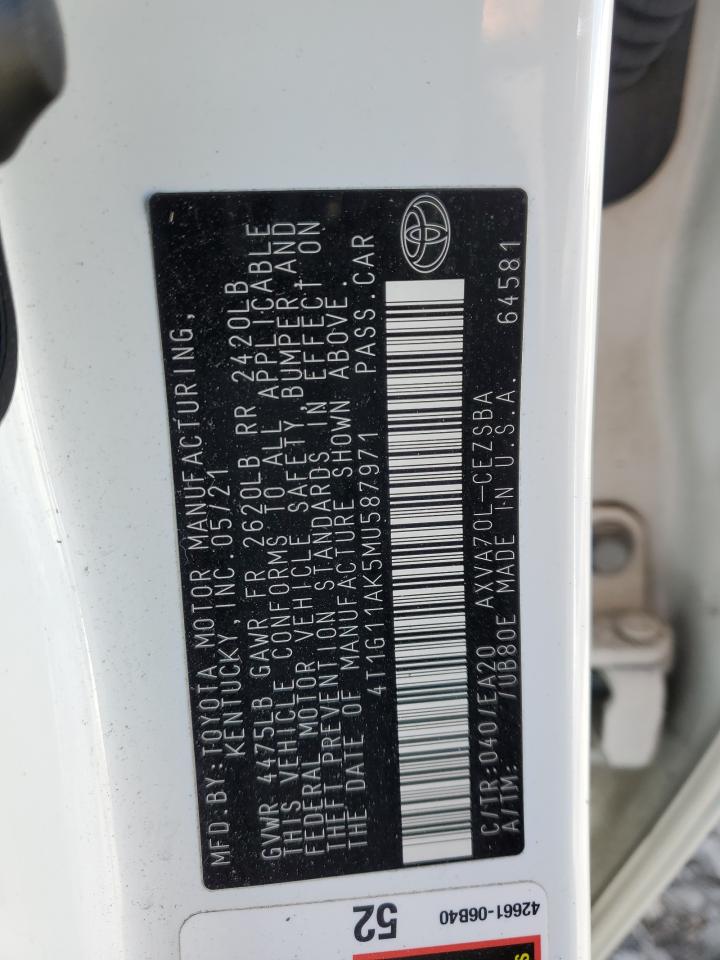 MFD BY: TOYOTA MOTOR MANUFACTURING,
KENTUCKY, INC. 05/21
GVWR 4475LB GAWR FR 2620LB RR 2420LB
THIS VEHICLE CONFORMS TO ALL APPLICABLE
FEDERAL MOTOR VEHICLE SAFETY, BUMPER, AND
THEFT PREVENTION STANDARDS IN EFFECT ON
THE DATE OF MANUFACTURE SHOWN ABOVE.
4T1G11AK5MU587971 PASS.CAR
C/TR:040/EA20 AXVA70L-CEZSBA
A/TM: /UB80E MADE IN U.S.A. 64581
52
42661-06B40